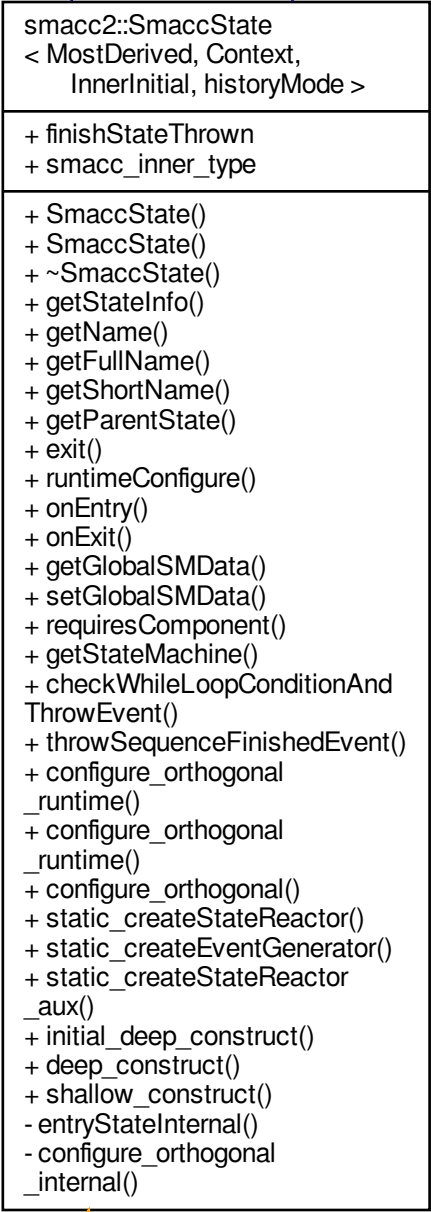 smacc2::SmaccState
< MostDerived, Context,
InnerInitial, historyMode >
+ finishStateThrown
+ smacc_inner_type
+ SmaccState()
+ SmaccState()
+ ~SmaccState()
+ getStateInfo()
+ getName()
+ getFullName()
+ getShortName()
+ getParentState()
+ exit()
+ runtimeConfigure()
+ onEntry()
+ onExit()
+ getGlobalSMData()
+ setGlobalSMData()
+ requiresComponent()
+ getStateMachine()
+ checkWhileLoopConditionAnd
ThrowEvent()
+ throwSequenceFinishedEvent()
+ configure_orthogonal
_runtime()
+ configure_orthogonal
_runtime()
+ configure_orthogonal()
+ static_createStateReactor()
+ static_createEventGenerator()
+ static_createStateReactor
_aux()
+ initial_deep_construct()
+ deep_construct()
+ shallow_construct()
- entryStateInternal()
- configure_orthogonal
_internal()